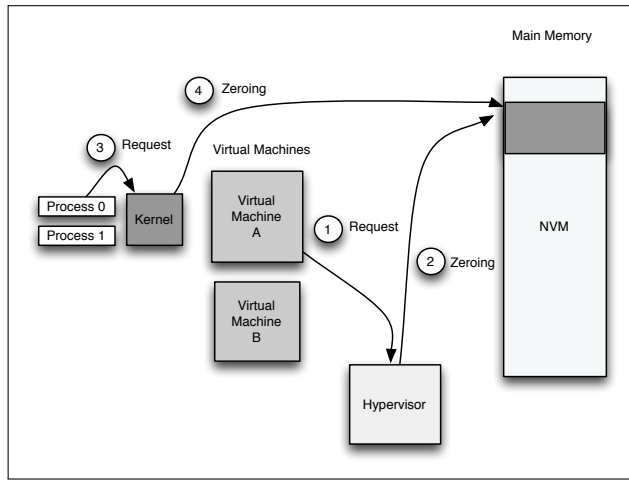 Main Memory
4
Zeroing
3
Request
Virtual Machines
Process 0
Process 1
Kernel
Virtual
Machine
A
1
Request
NVM
2
Zeroing
Virtual
Machine
B
Hypervisor